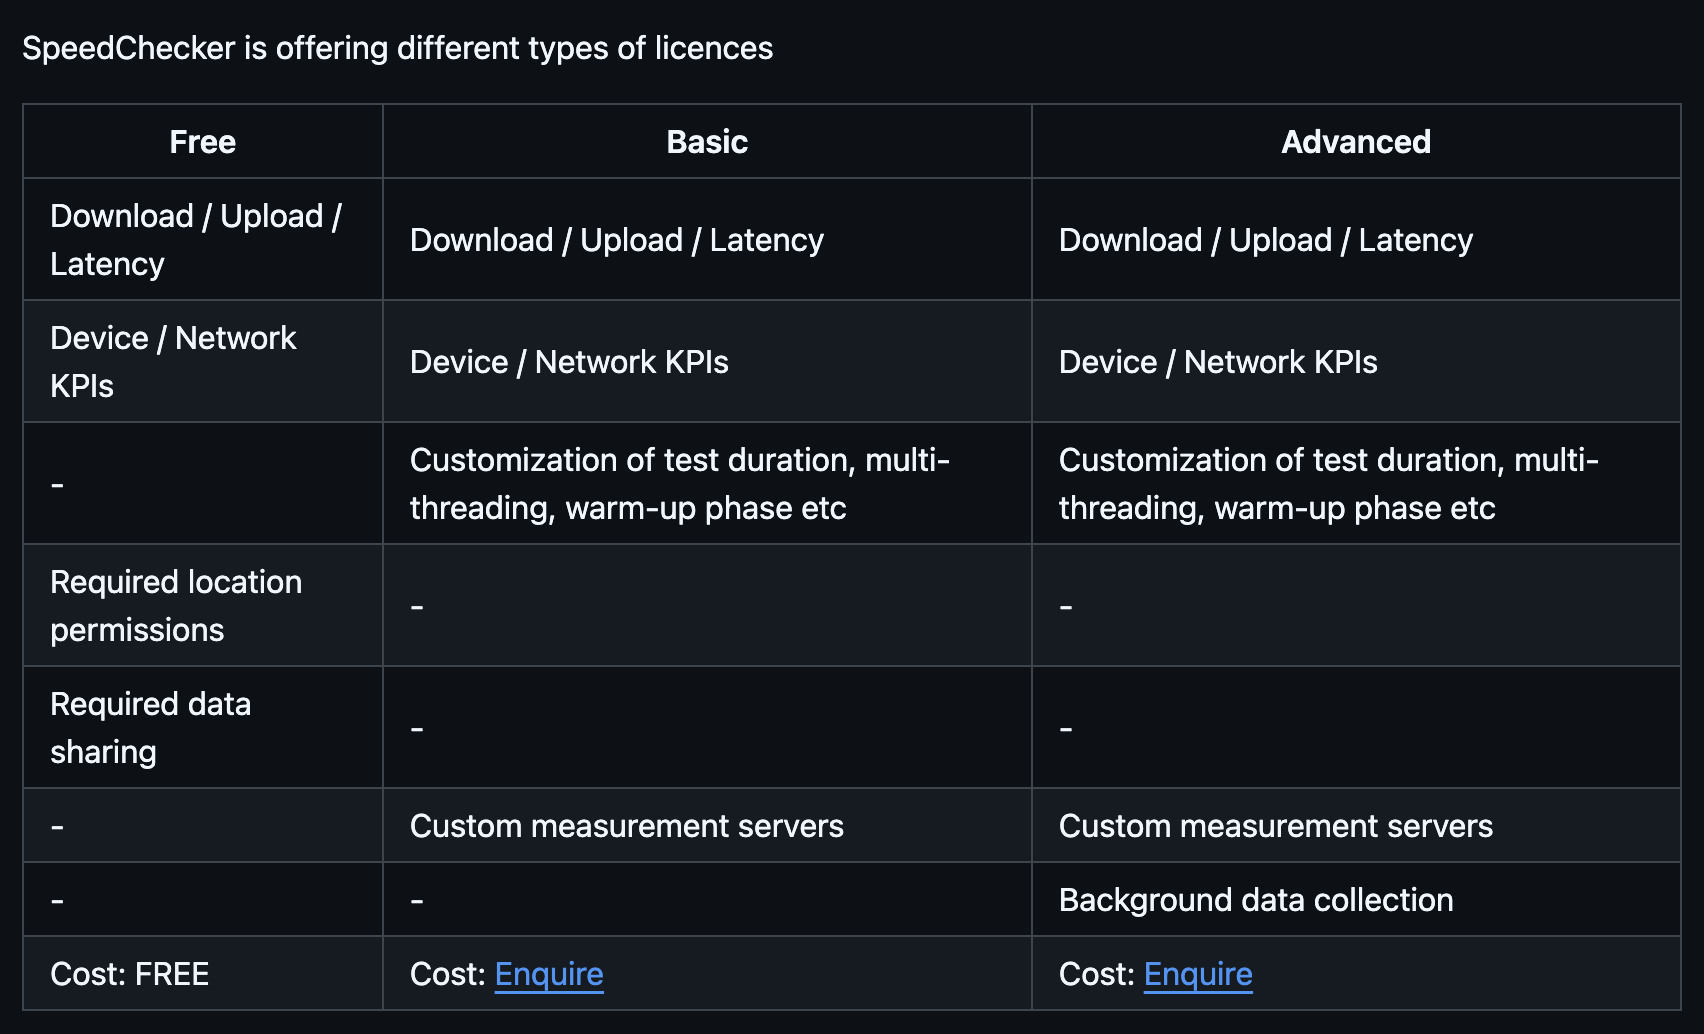 SpeedChecker is offering different types of licences
Free Basic Advanced
Download / Upload /
Latency
Download / Upload / Latency
Download / Upload / Latency
Device / Network
KPIs
Device / Network KPIs
Device / Network KPIs
-
Customization of test duration, multi-
threading, warm-up phase etc
Customization of test duration, multi-
threading, warm-up phase etc
Required location
permissions
-
-
Required data
sharing
-
-
-
Custom measurement servers
Custom measurement servers
-
-
Background data collection
Cost: FREE
Cost: Enquire
Cost: Enquire